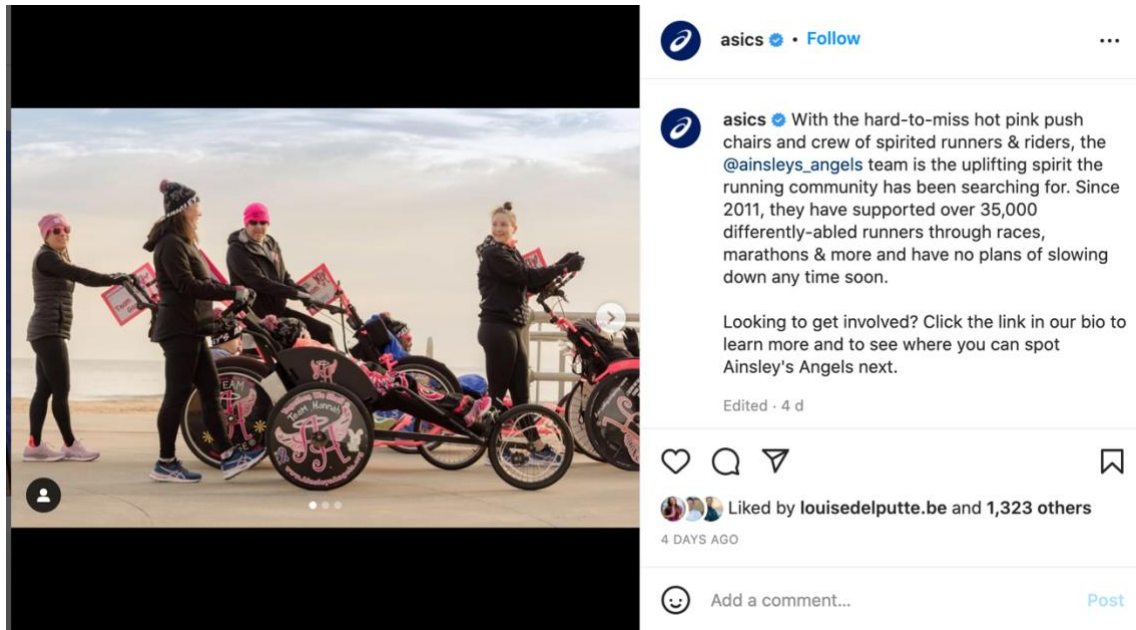 asics • Follow
asics With the hard-to-miss hot pink push
chairs and crew of spirited runners & riders, the
@ainsleys_angels team is the uplifting spirit the
running community has been searching for. Since
2011, they have supported over 35,000
differently-abled runners through races,
marathons & more and have no plans of slowing
down any time soon.
Looking to get involved? Click the link in our bio to
learn more and to see where you can spot
Ainsley's Angels next.
Edited · 4 d
Liked by louisedelputte.be and 1,323 others
4 DAYS AGO
Add a comment... Post
Team
TEAM
Team Hannah